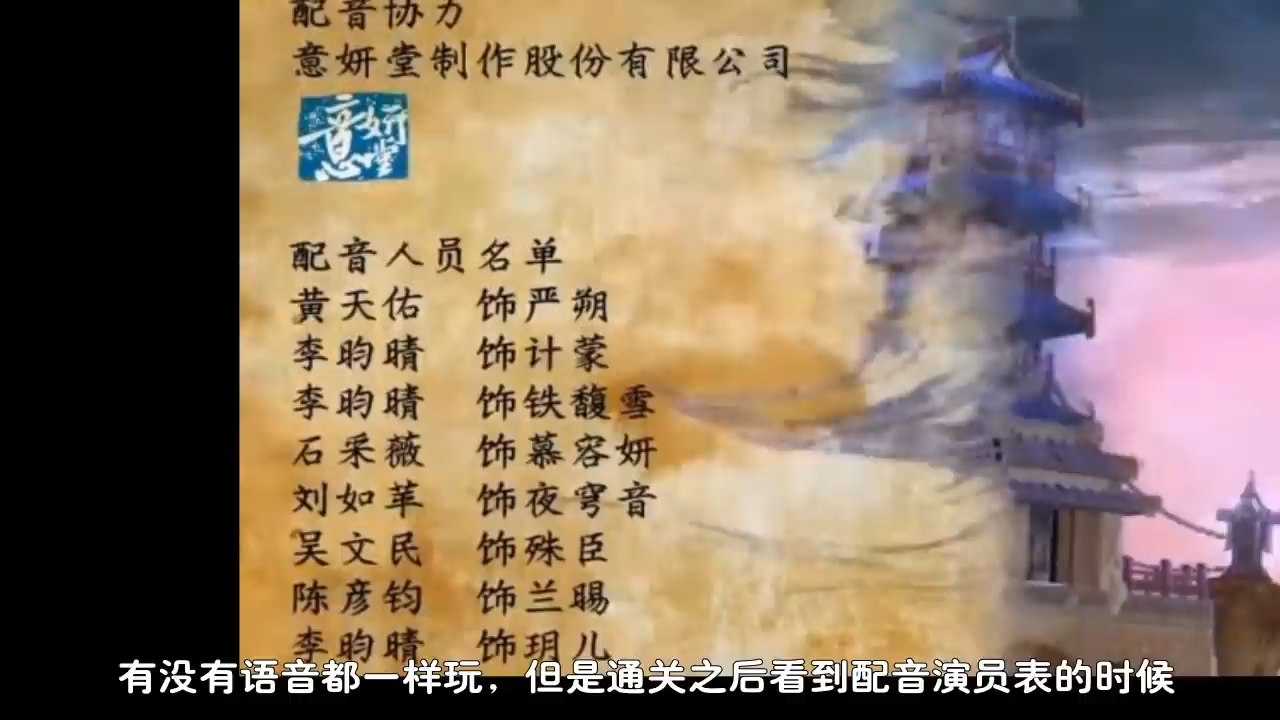 配音协力
意妍堂制作股份有限公司
意妍堂
配音人员名单
黄天佑 饰严朔
李昀晴 饰计蒙
李昀晴 饰铁馥雪
石采薇 饰慕容妍
刘如苹 饰夜穹音
吴文民 饰殊臣
陈彦钧 饰兰赐
李昀晴 饰玥儿
有没有语音都一样玩，但是通关之后看到配音演员表的时候